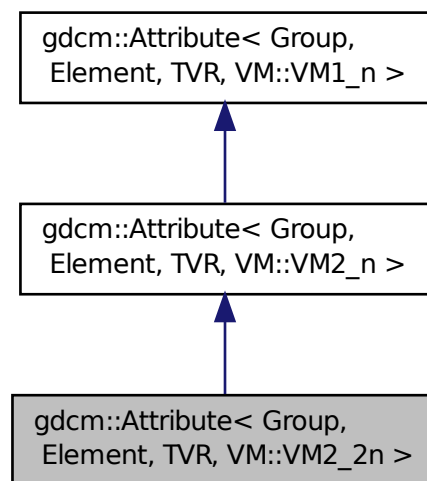 gdcm::Attribute< Group,
Element, TVR, VM::VM1_n >
gdcm::Attribute< Group,
Element, TVR, VM::VM2_n >
gdcm::Attribute< Group,
Element, TVR, VM::VM2_2n >